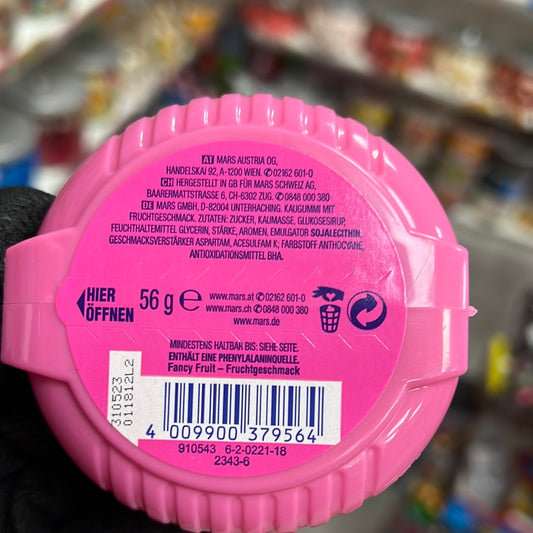 AT MARS AUSTRIA OG,
HANDELSKAI 92, A-1200 WIEN. ✆02162 601-0
CH HERGESTELLT IN GB FÜR MARS SCHWEIZ AG,
BAARERMATTSTRASSE 6, CH-6302 ZUG. ✆0848 000 380
DE MARS GMBH, D-82004 UNTERHACHING. KAUGUMMI MIT
FRUCHTGESCHMACK. ZUTATEN: ZUCKER, KAUMASSE, GLUKOSESIRUP,
FEUCHTHALTEMITTEL GLYCERIN, STÄRKE, AROMEN, EMULGATOR SOJALECITHIN,
GESCHMACKSVERSTÄRKER ASPARTAM, ACESULFAM K; FARBSTOFF ANTHOCYANE,
ANTIOXIDATIONSMITTEL BHA.
HIER
ÖFFNEN
56 g ℮
www.mars.at ✆02162 601-0
www.mars.ch ✆0848 000 380
www.mars.de
MINDESTENS HALTBAR BIS: SIEHE SEITE.
ENTHÄLT EINE PHENYLALANINQUELLE.
Fancy Fruit – Fruchtgeschmack
310523
011812L2
4 009900 379564
910543 6-2-0221-18
2343-6